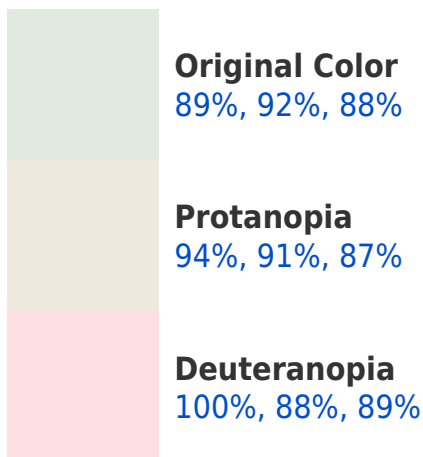 Original Color
89%, 92%, 88%
Protanopia
94%, 91%, 87%
Deuteranopia
100%, 88%, 89%